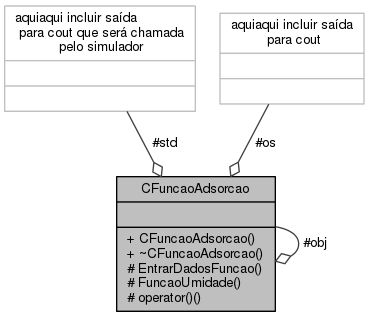 aquiaqui incluir saída
para cout que será chamada
pelo simulador
aquiaqui incluir saída
para cout
#std
#os
CFuncaoAdsorcao
+ CFuncaoAdsorcao()
+ ~CFuncaoAdsorcao()
# EntrarDadosFuncao()
# FuncaoUmidade()
# operator()()
#obj